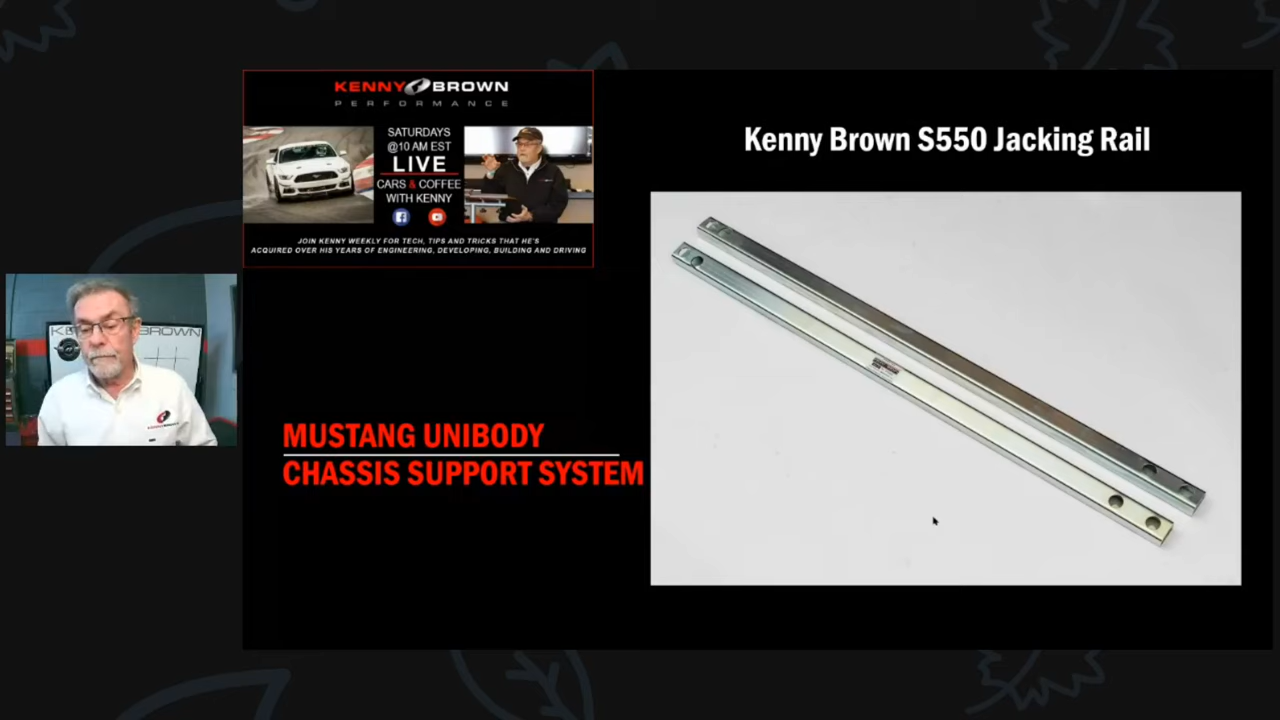 KENNY BROWN
PERFORMANCE
SATURDAYS
@10 AM EST
LIVE
CARS & COFFEE
WITH KENNY
JOIN KENNY WEEKLY FOR TECH, TIPS AND TRICKS THAT HE'S
ACQUIRED OVER HIS YEARS OF ENGINEERING, DEVELOPING, BUILDING AND DRIVING
Kenny Brown S550 Jacking Rail
MUSTANG UNIBODY
CHASSIS SUPPORT SYSTEM